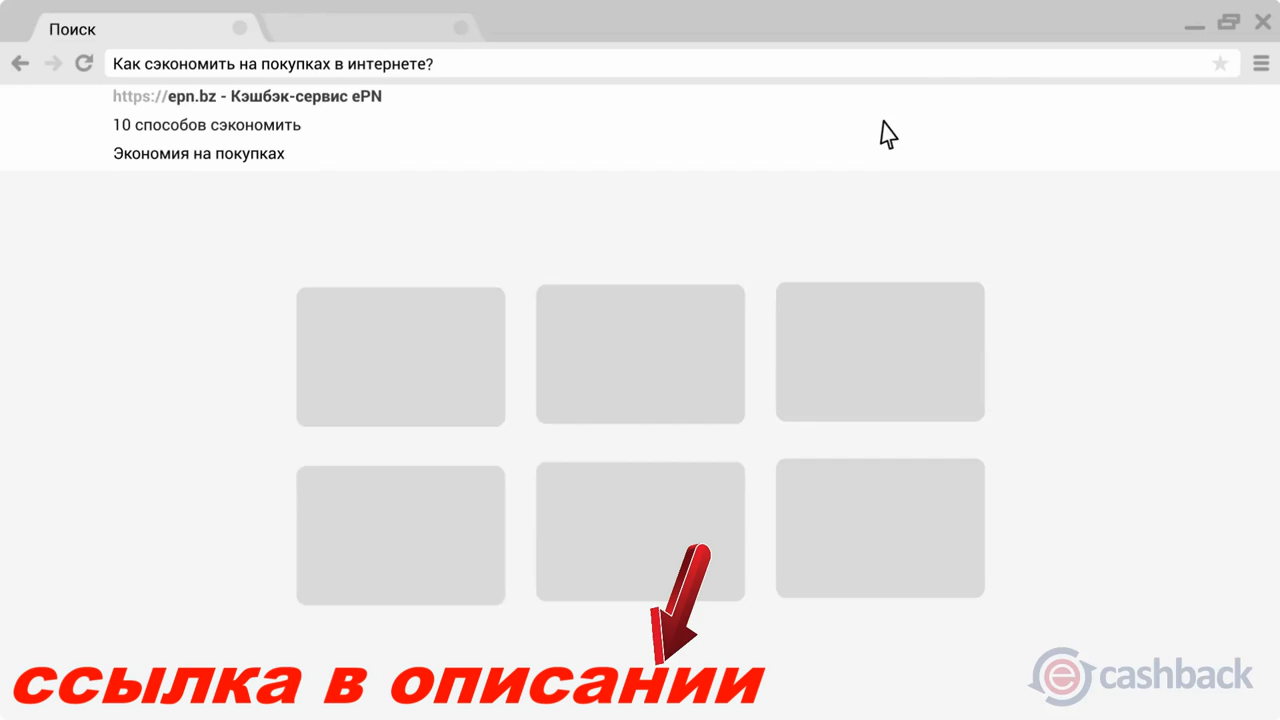 Поиск
Как сэкономить на покупках в интернете?
https://epn.bz - Кэшбэк-сервис ePN
10 способов сэкономить
Экономия на покупках
ссылка в описании
e cashback